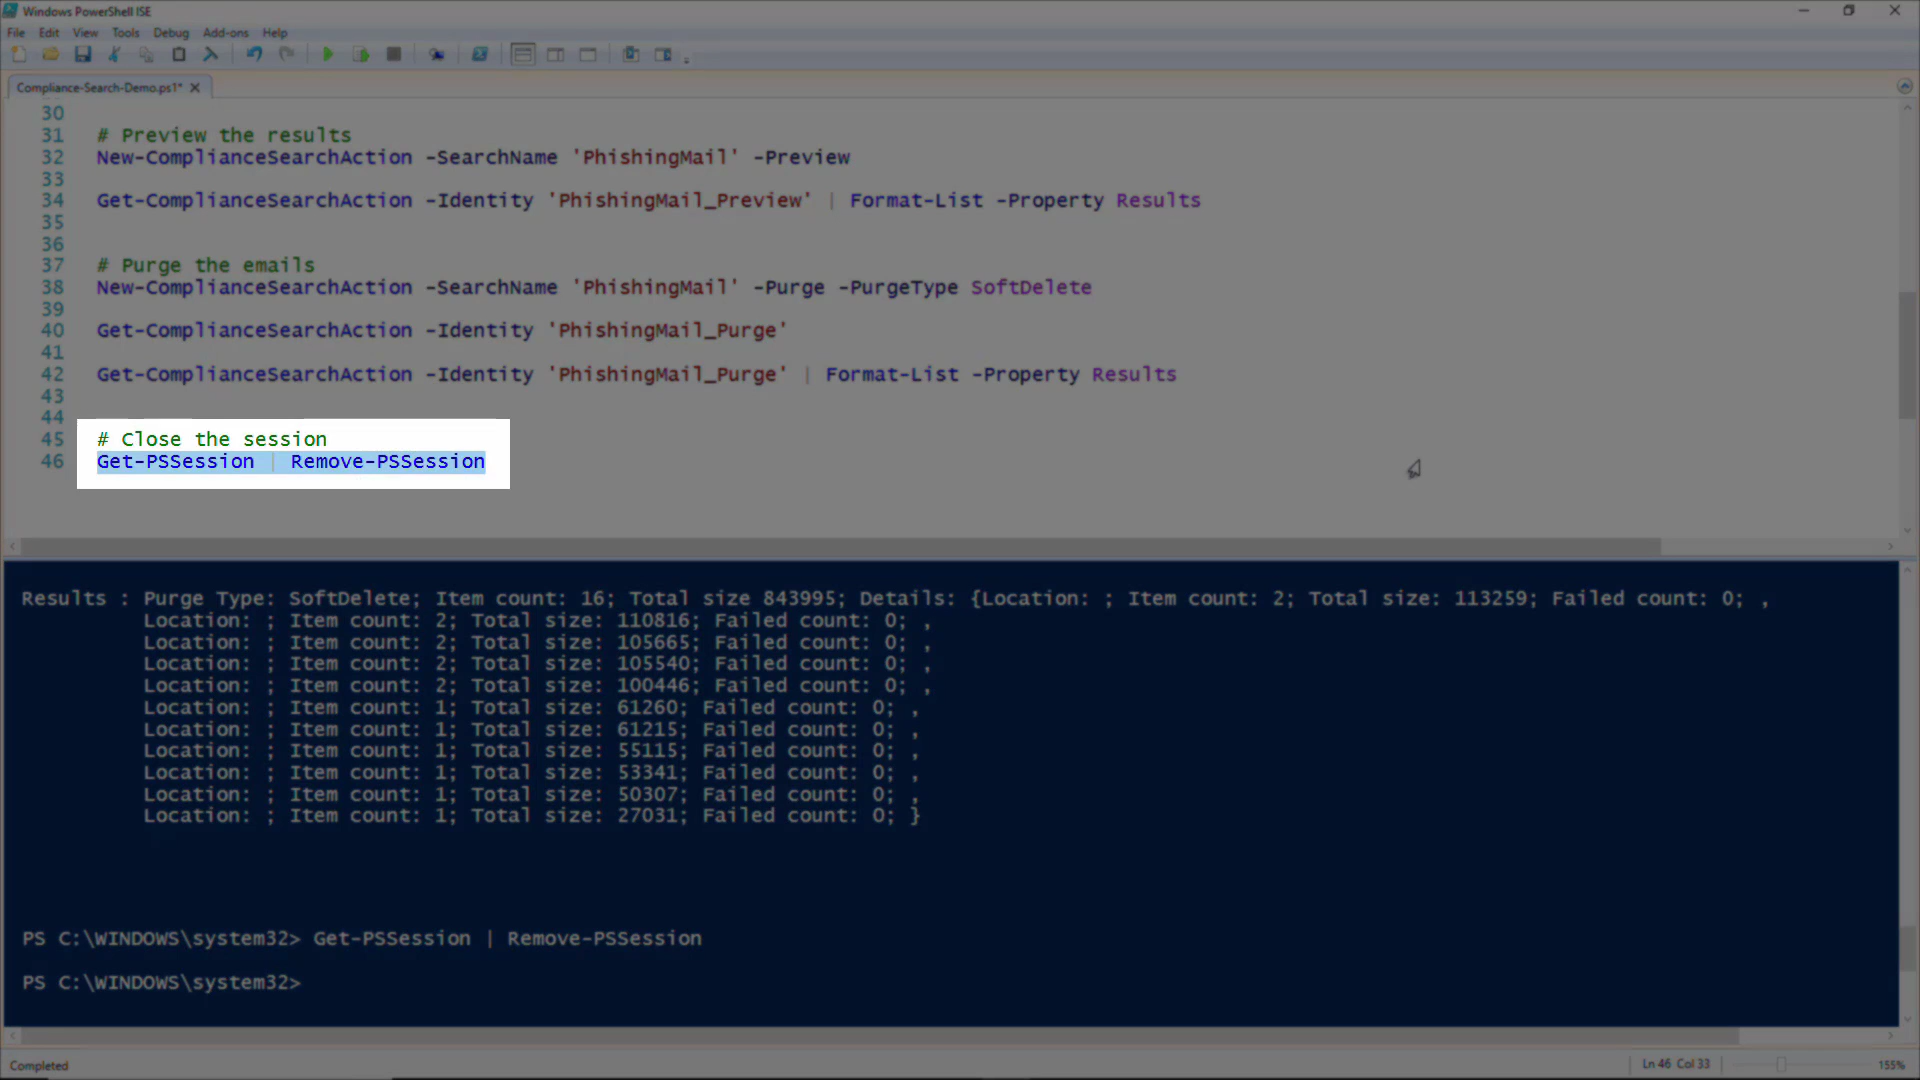 Windows PowerShell ISE
File Edit View Tools Debug Add-ons Help
Compliance-Search-Demo.ps1*
30
31 # Preview the results
32 New-ComplianceSearchAction -SearchName 'PhishingMail' -Preview
33
34 Get-ComplianceSearchAction -Identity 'PhishingMail_Preview' | Format-List -Property Results
35
36
37 # Purge the emails
38 New-ComplianceSearchAction -SearchName 'PhishingMail' -Purge -PurgeType SoftDelete
39
40 Get-ComplianceSearchAction -Identity 'PhishingMail_Purge'
41
42 Get-ComplianceSearchAction -Identity 'PhishingMail_Purge' | Format-List -Property Results
43
44
45 # Close the session
46 Get-PSSession | Remove-PSSession
Results : Purge Type: SoftDelete; Item count: 16; Total size 843995; Details: {Location: ; Item count: 2; Total size: 113259; Failed count: 0; ,
Location: ; Item count: 2; Total size: 110816; Failed count: 0; ,
Location: ; Item count: 2; Total size: 105665; Failed count: 0; ,
Location: ; Item count: 2; Total size: 105540; Failed count: 0; ,
Location: ; Item count: 2; Total size: 100446; Failed count: 0; ,
Location: ; Item count: 1; Total size: 61260; Failed count: 0; ,
Location: ; Item count: 1; Total size: 61215; Failed count: 0; ,
Location: ; Item count: 1; Total size: 55115; Failed count: 0; ,
Location: ; Item count: 1; Total size: 53341; Failed count: 0; ,
Location: ; Item count: 1; Total size: 50307; Failed count: 0; ,
Location: ; Item count: 1; Total size: 27031; Failed count: 0; }
PS C:\WINDOWS\system32> Get-PSSession | Remove-PSSession
PS C:\WINDOWS\system32>
Completed
Ln 46 Col 33
155%